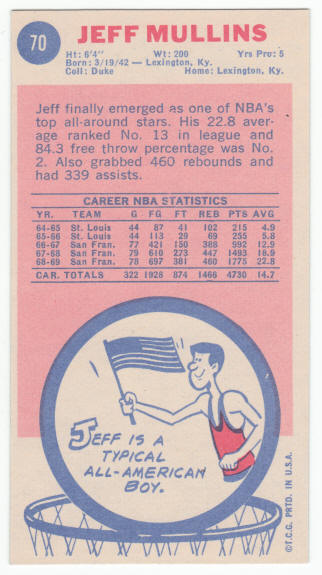 70
JEFF MULLINS
Ht: 6'4" Wt: 200 Yrs Pro: 5
Born: 3/19/42 — Lexington, Ky.
Coll: Duke Home: Lexington, Ky.
Jeff finally emerged as one of NBA's
top all-around stars. His 22.8 aver-
age ranked No. 13 in league and
84.3 free throw percentage was No.
2. Also grabbed 460 rebounds and
had 339 assists.
CAREER NBA STATISTICS
YR. TEAM G FG FT REB PTS AVG
64-65 St. Louis 44 87 41 102 215 4.9
65-66 St. Louis 44 113 29 69 255 5.8
66-67 San Fran. 77 421 150 388 992 12.9
67-68 San Fran. 79 610 273 447 1493 18.9
68-69 San Fran. 78 697 381 460 1775 22.8
CAR. TOTALS 322 1928 874 1466 4730 14.7
JEFF IS A
TYPICAL
ALL-AMERICAN
BOY.
©T.C.G. PRTD. IN U.S.A.